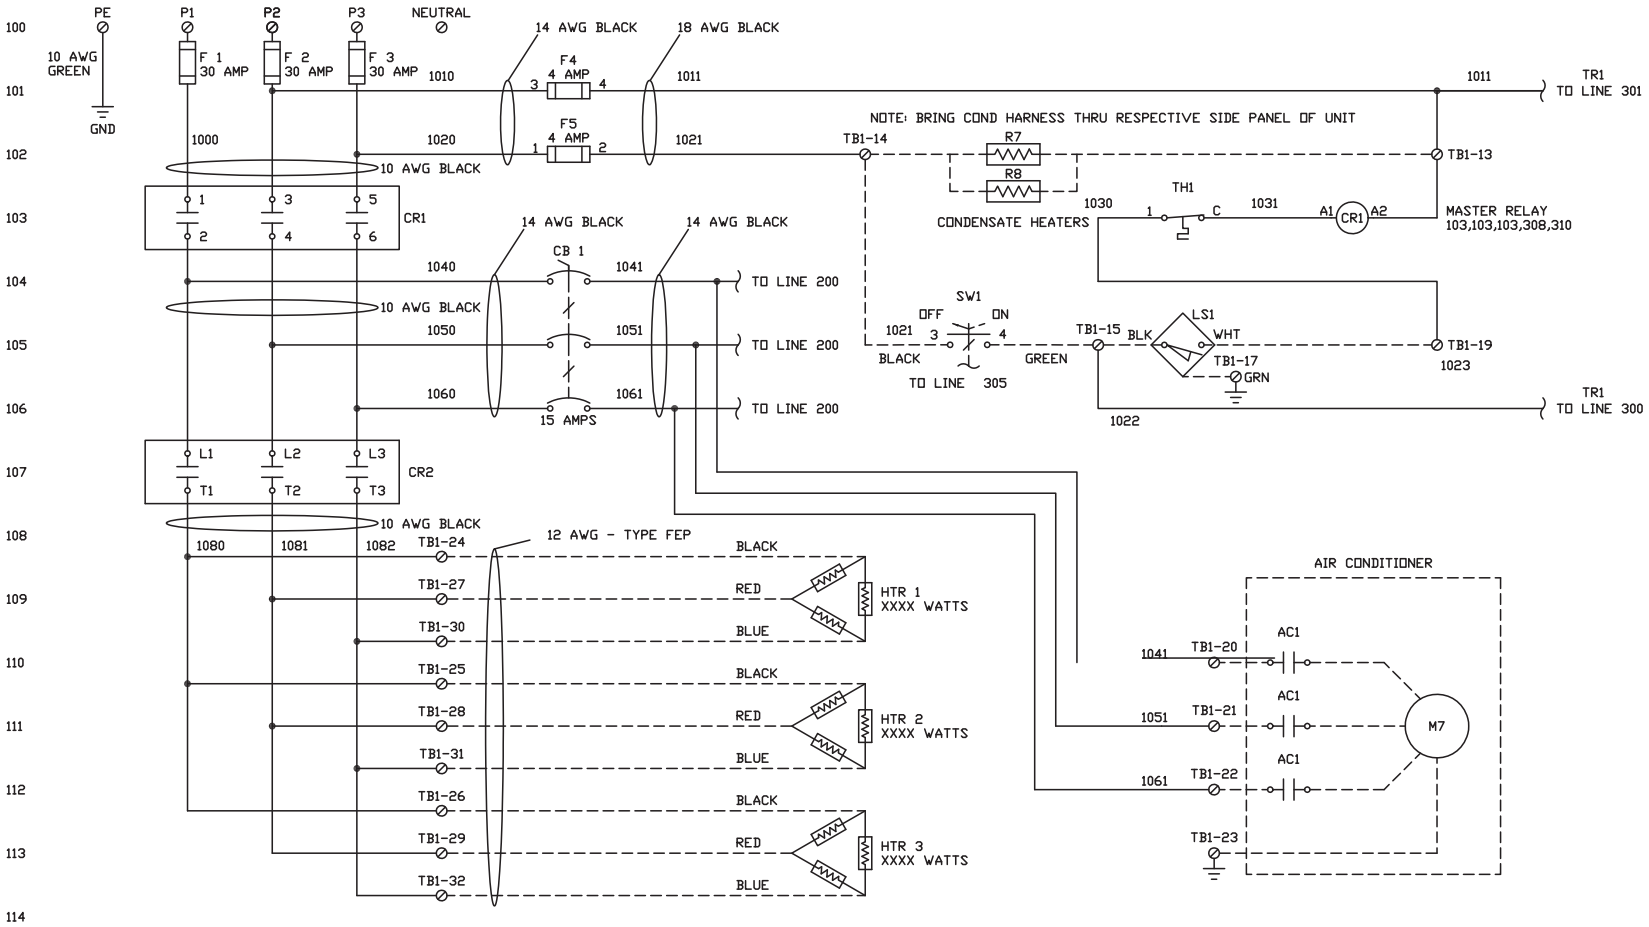 PE P1 P2 P3 NEUTRAL
100
10 AWG
GREEN
F 1
30 AMP
F 2
30 AMP
F 3
30 AMP
14 AWG BLACK
18 AWG BLACK
1010
3
F4
4 AMP
4
1011
1011
TR1
TO LINE 301
101
GND
NOTE: BRING COND HARNESS THRU RESPECTIVE SIDE PANEL OF UNIT
1000
1020
1
F5
4 AMP
2
1021
TB1-14
R7
TB1-13
102
10 AWG BLACK
R8
CONDENSATE HEATERS
1 3 5
2 4 6
CR1
103
14 AWG BLACK
14 AWG BLACK
1030
TH1
1 C
1031
A1 CR1 A2
MASTER RELAY
103,103,103,308,310
CB 1
104
1040
1041
TO LINE 200
10 AWG BLACK
SW1
OFF ON
LS1
105
1050
1051
TO LINE 200
1021
BLACK
3 4
GREEN
TB1-15
BLK
WHT
TB1-19
1023
TO LINE 305
TB1-17
GRN
106
1060
1061
15 AMPS
TO LINE 200
1022
TR1
TO LINE 300
107
L1 L2 L3
T1 T2 T3
CR2
10 AWG BLACK
108
1080 1081 1082
12 AWG - TYPE FEP
TB1-24
BLACK
AIR CONDITIONER
109
TB1-27
RED
HTR 1
XXXX WATTS
TB1-30
BLUE
110
TB1-25
BLACK
1041
TB1-20
AC1
111
TB1-28
RED
HTR 2
XXXX WATTS
1051
TB1-21
AC1
M7
TB1-31
BLUE
112
TB1-26
BLACK
1061
TB1-22
AC1
113
TB1-29
RED
HTR 3
XXXX WATTS
TB1-23
TB1-32
BLUE
114